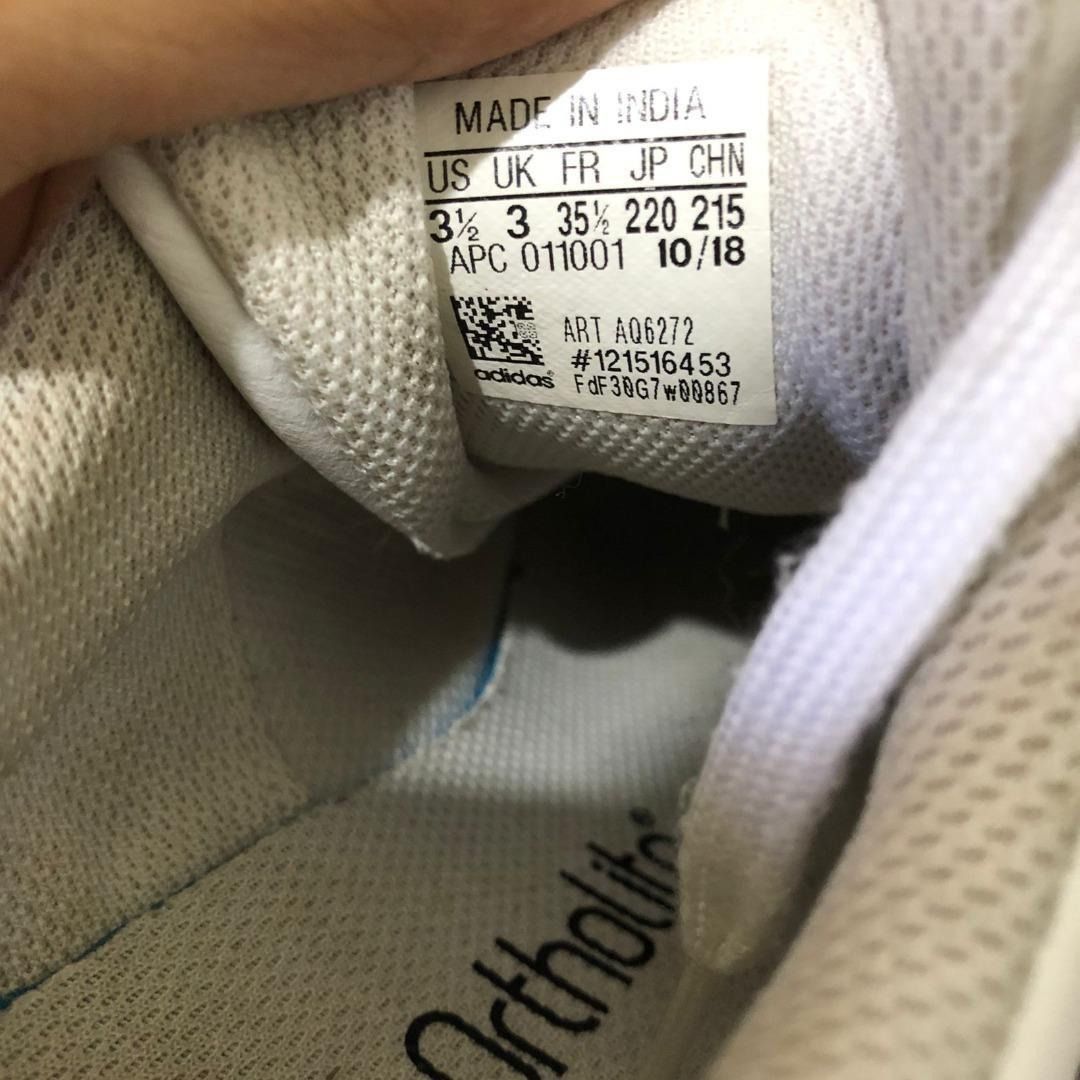 MADE IN INDIA
US UK FR JP CHN
3½ 3 35½ 220 215
APC 011001 10/18
ART AQ6272
#121516453
adidas® FdF30G7w00867
Ortholite®